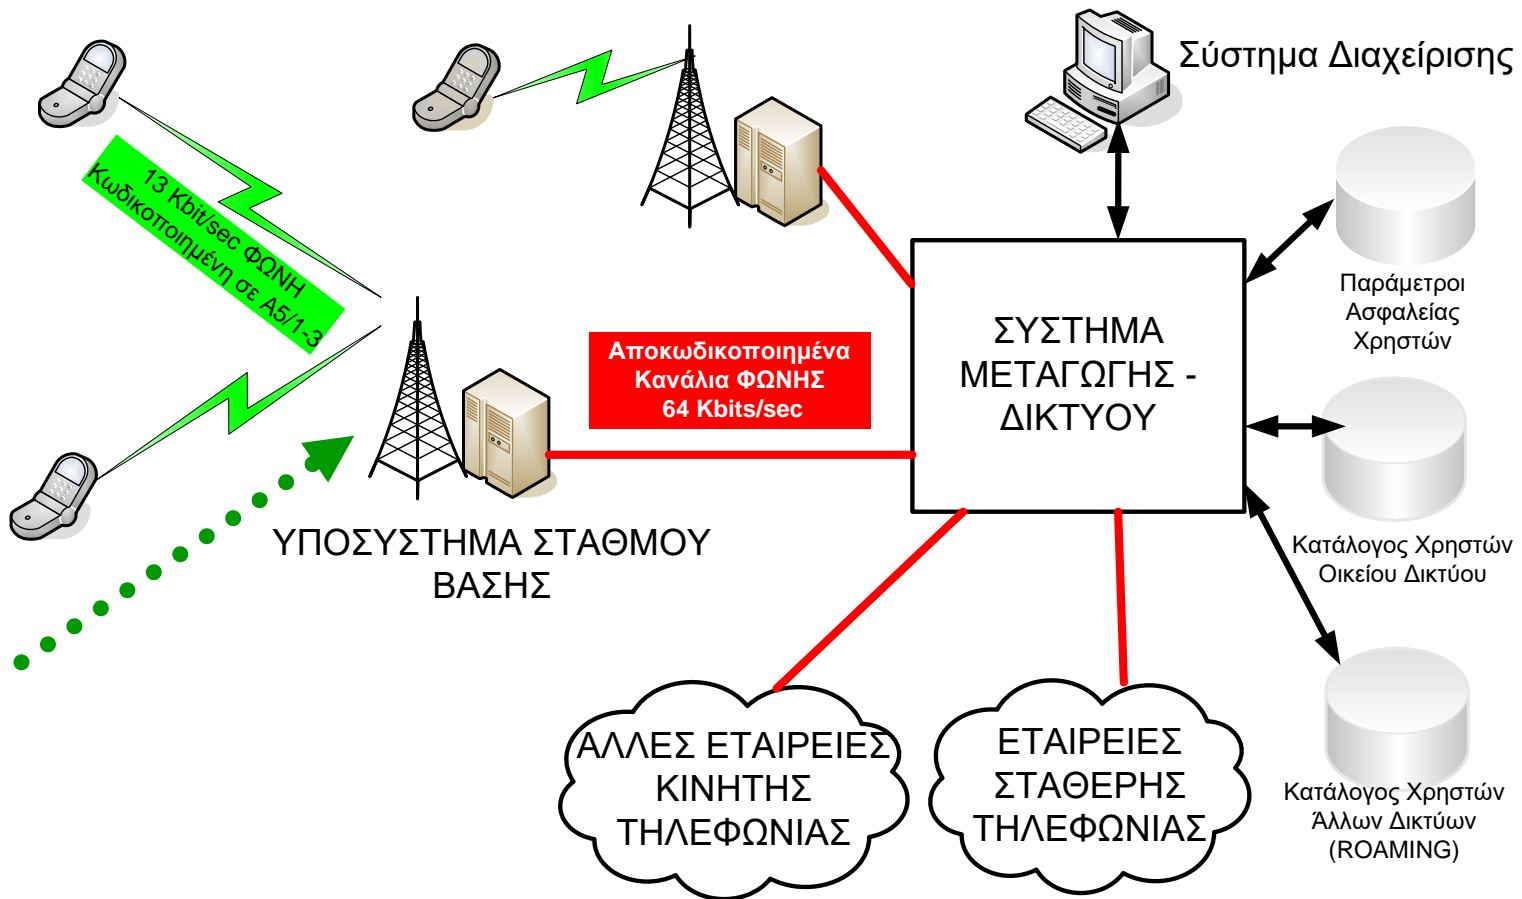 Σύστημα Διαχείρισης
13 Kbit/sec ΦΩΝΗ
Κωδικοποιημένη σε A5/1-3
Παράμετροι
Ασφαλείας
Χρηστών
Αποκωδικοποιημένα
Κανάλια ΦΩΝΗΣ
64 Kbits/sec
ΣΥΣΤΗΜΑ
ΜΕΤΑΓΩΓΗΣ -
ΔΙΚΤΥΟΥ
ΥΠΟΣΥΣΤΗΜΑ ΣΤΑΘΜΟΥ
ΒΑΣΗΣ
Κατάλογος Χρηστών
Οικείου Δικτύου
ΑΛΛΕΣ ΕΤΑΙΡΕΙΕΣ
ΚΙΝΗΤΗΣ
ΤΗΛΕΦΩΝΙΑΣ
ΕΤΑΙΡΕΙΕΣ
ΣΤΑΘΕΡΗΣ
ΤΗΛΕΦΩΝΙΑΣ
Κατάλογος Χρηστών
Άλλων Δικτύων
(ROAMING)